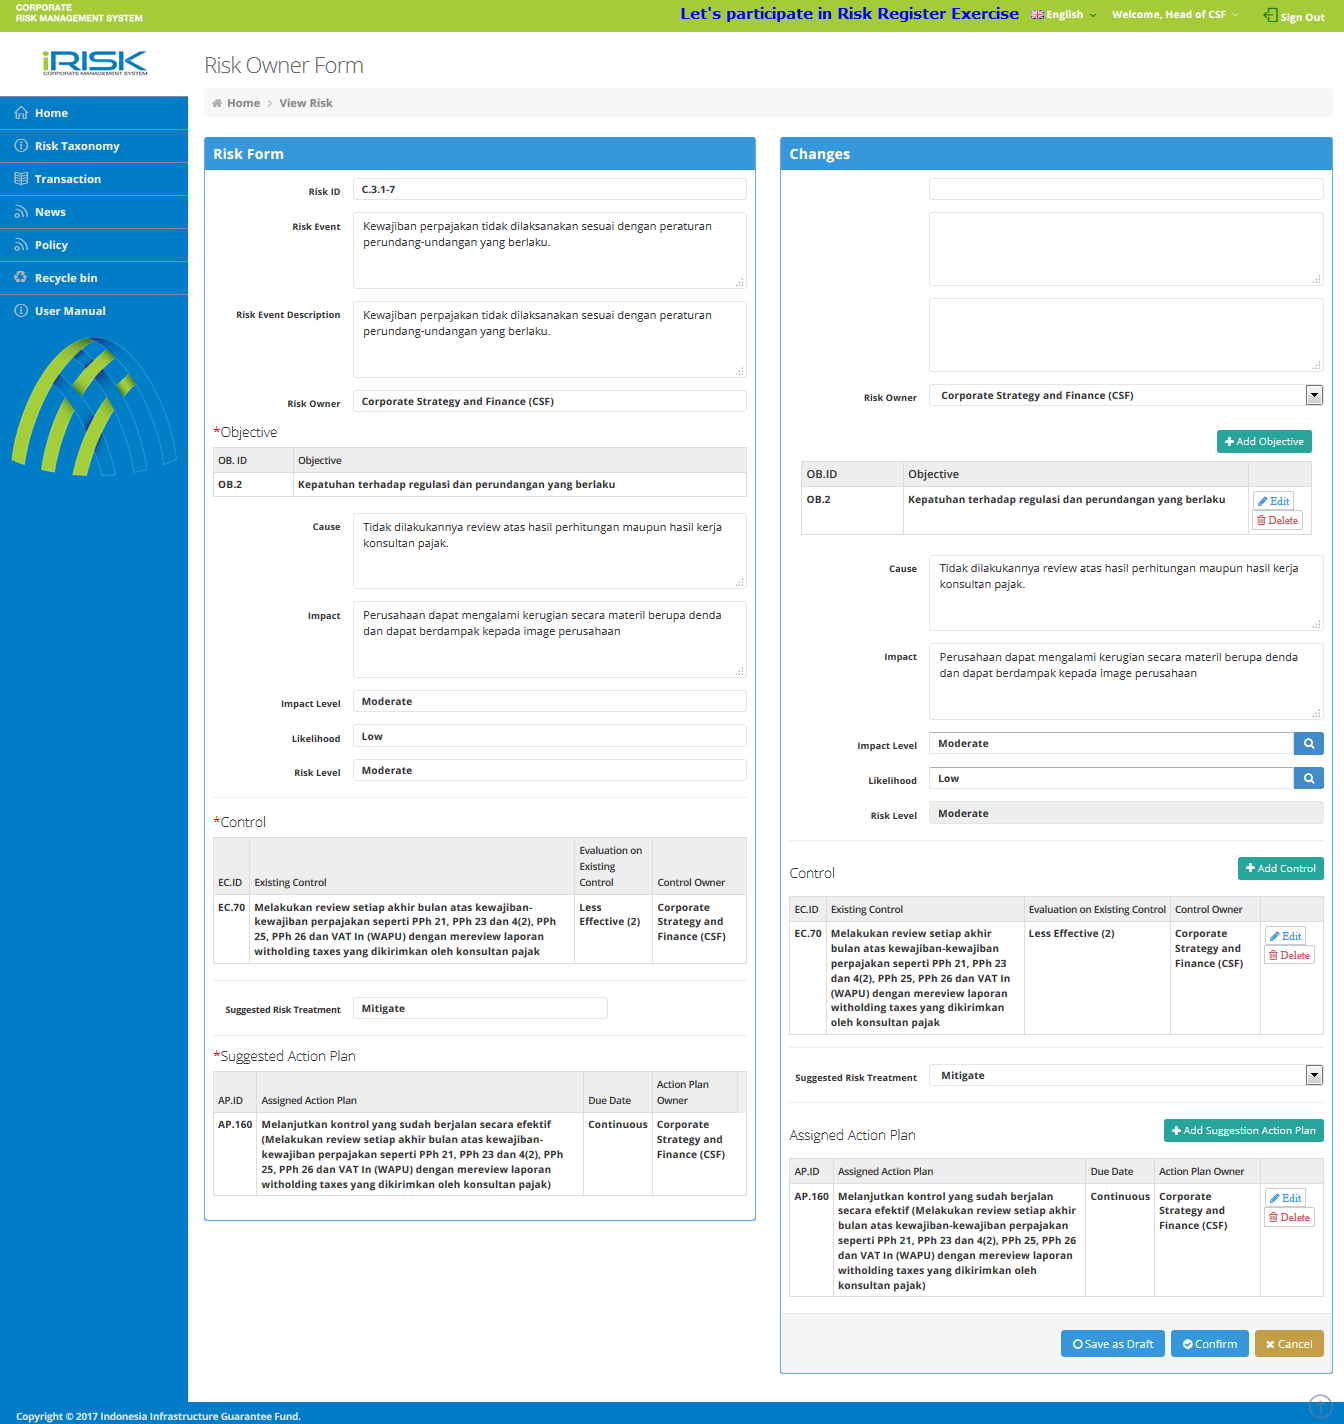 CORPORATE
RISK MANAGEMENT SYSTEM
Let's participate in Risk Register Exercise
English
Welcome, Head of CSF
Sign Out
iRISK
CORPORATE MANAGEMENT SYSTEM
Home
Risk Taxonomy
Transaction
News
Policy
Recycle bin
User Manual
Risk Owner Form
Home > View Risk
Risk Form
Risk ID
C.3.1-7
Risk Event
Kewajiban perpajakan tidak dilaksanakan sesuai dengan peraturan
perundang-undangan yang berlaku.
Risk Event Description
Kewajiban perpajakan tidak dilaksanakan sesuai dengan peraturan
perundang-undangan yang berlaku.
Risk Owner
Corporate Strategy and Finance (CSF)
*Objective
OB. ID
Objective
OB.2
Kepatuhan terhadap regulasi dan perundangan yang berlaku
Cause
Tidak dilakukannya review atas hasil perhitungan maupun hasil kerja
konsultan pajak.
Impact
Perusahaan dapat mengalami kerugian secara materil berupa denda
dan dapat berdampak kepada image perusahaan
Impact Level
Moderate
Likelihood
Low
Risk Level
Moderate
*Control
EC.ID
Existing Control
Evaluation on
Existing
Control
Control Owner
EC.70
Melakukan review setiap akhir bulan atas kewajiban-
kewajiban perpajakan seperti PPh 21, PPh 23 dan 4(2), PPh
25, PPh 26 dan VAT In (WAPU) dengan mereview laporan
witholding taxes yang dikirimkan oleh konsultan pajak
Less
Effective (2)
Corporate
Strategy and
Finance (CSF)
Suggested Risk Treatment
Mitigate
*Suggested Action Plan
AP.ID
Assigned Action Plan
Due Date
Action Plan
Owner
AP.160
Melanjutkan kontrol yang sudah berjalan secara efektif
(Melakukan review setiap akhir bulan atas kewajiban-
kewajiban perpajakan seperti PPh 21, PPh 23 dan 4(2), PPh
25, PPh 26 dan VAT In (WAPU) dengan mereview laporan
witholding taxes yang dikirimkan oleh konsultan pajak)
Continuous
Corporate
Strategy and
Finance (CSF)
Changes
Risk Owner
Corporate Strategy and Finance (CSF)
Add Objective
OB.ID
Objective
OB.2
Kepatuhan terhadap regulasi dan perundangan yang berlaku
Edit
Delete
Cause
Tidak dilakukannya review atas hasil perhitungan maupun hasil kerja
konsultan pajak.
Impact
Perusahaan dapat mengalami kerugian secara materil berupa denda
dan dapat berdampak kepada image perusahaan
Impact Level
Moderate
Likelihood
Low
Risk Level
Moderate
Control
Add Control
EC.ID
Existing Control
Evaluation on Existing Control
Control Owner
EC.70
Melakukan review setiap akhir
bulan atas kewajiban-kewajiban
perpajakan seperti PPh 21, PPh 23
dan 4(2), PPh 25, PPh 26 dan VAT In
(WAPU) dengan mereview laporan
witholding taxes yang dikirimkan
oleh konsultan pajak
Less Effective (2)
Corporate
Strategy and
Finance (CSF)
Edit
Delete
Suggested Risk Treatment
Mitigate
Assigned Action Plan
Add Suggestion Action Plan
AP.ID
Assigned Action Plan
Due Date
Action Plan Owner
AP.160
Melanjutkan kontrol yang sudah berjalan
secara efektif (Melakukan review setiap akhir
bulan atas kewajiban-kewajiban perpajakan
seperti PPh 21, PPh 23 dan 4(2), PPh 25, PPh 26
dan VAT In (WAPU) dengan mereview laporan
witholding taxes yang dikirimkan oleh
konsultan pajak)
Continuous
Corporate
Strategy and
Finance (CSF)
Edit
Delete
Save as Draft
Confirm
Cancel
Copyright © 2017 Indonesia Infrastructure Guarantee Fund.